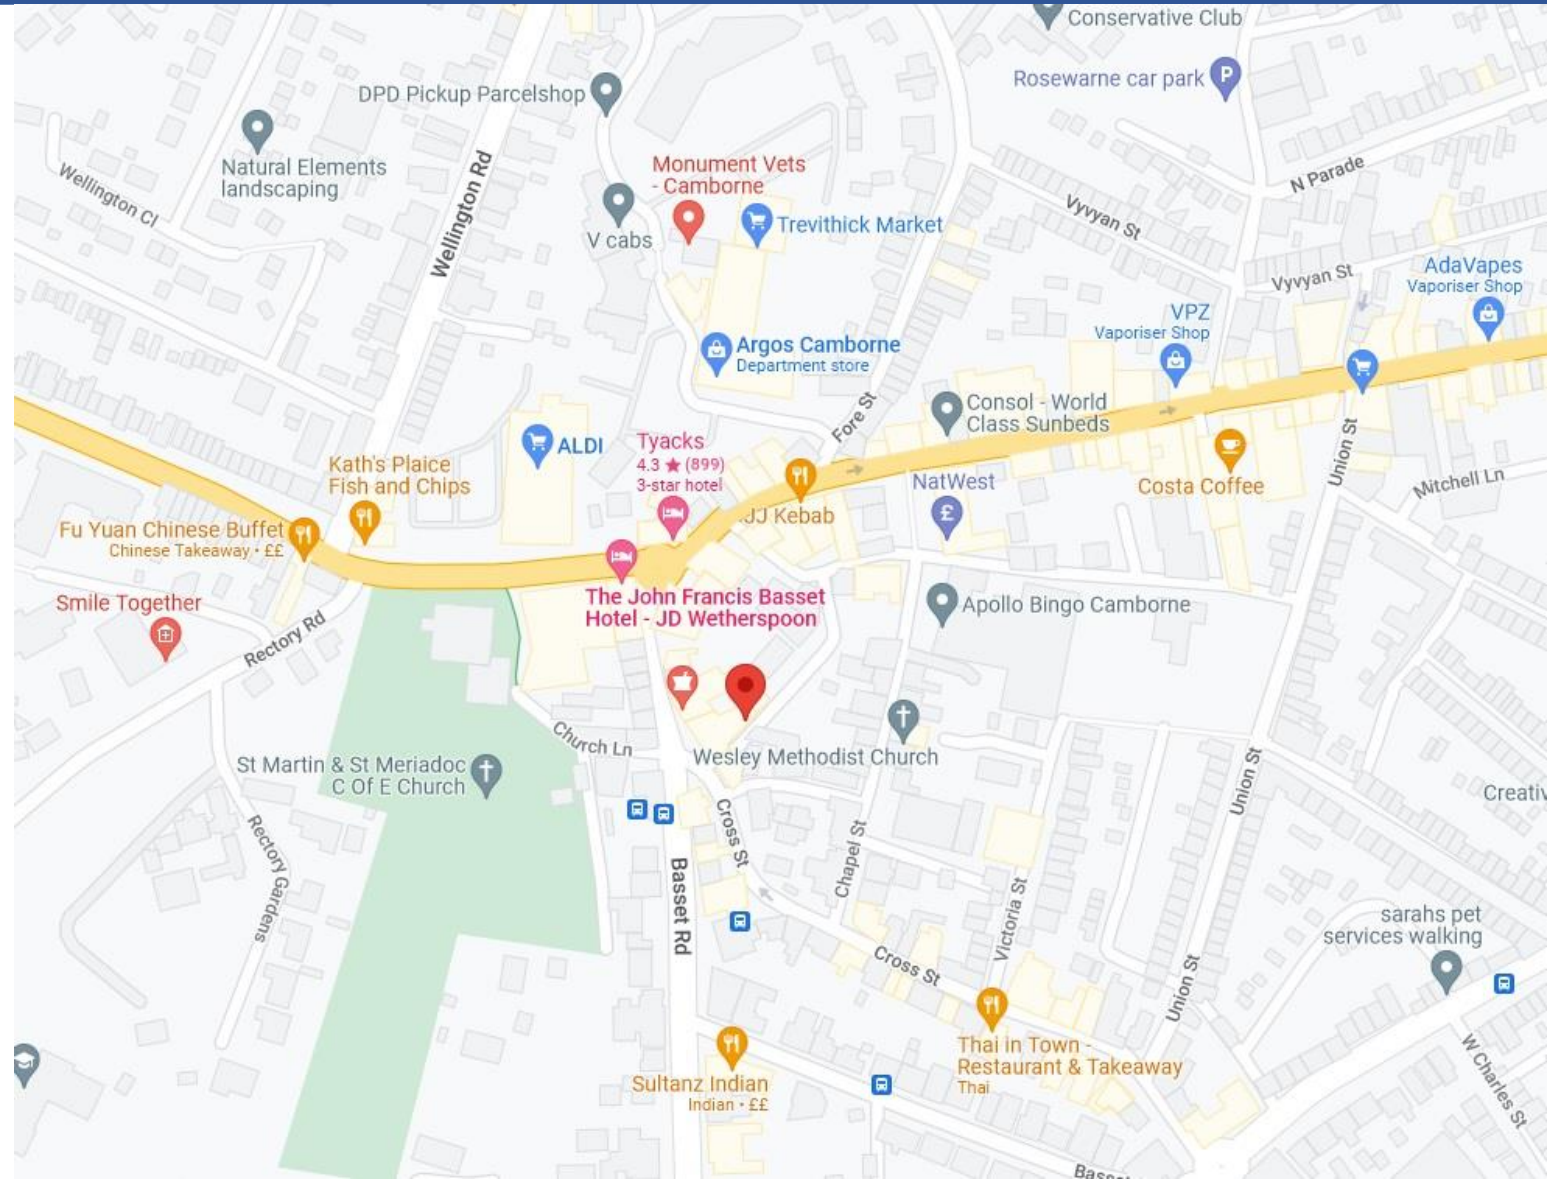 Conservative Club
Rosewarne car park
P
DPD Pickup Parcelshop
Natural Elements
landscaping
Wellington Cl
Wellington Rd
Monument Vets
- Camborne
V cabs
Trevithick Market
N Parade
Vyvyan St
Vyvyan St
AdaVapes
Vaporiser Shop
VPZ
Vaporiser Shop
Argos Camborne
Department store
Fore St
Consol - World
Class Sunbeds
ALDI
Tyacks
4.3 ★ (899)
3-star hotel
Kath's Plaice
Fish and Chips
JJ Kebab
NatWest
£
Costa Coffee
Union St
Mitchell Ln
Fu Yuan Chinese Buffet
Chinese Takeaway • ££
Smile Together
Rectory Rd
The John Francis Basset
Hotel - JD Wetherspoon
Apollo Bingo Camborne
Church Ln
Wesley Methodist Church
St Martin & St Meriadoc
C Of E Church
Union St
Creativ
Cross St
Chapel St
Rectory Gardens
Basset Rd
Victoria St
Cross St
sarahs pet
services walking
Union St
Thai in Town -
Restaurant & Takeaway
Thai
Sultanz Indian
Indian • ££
W Charles St